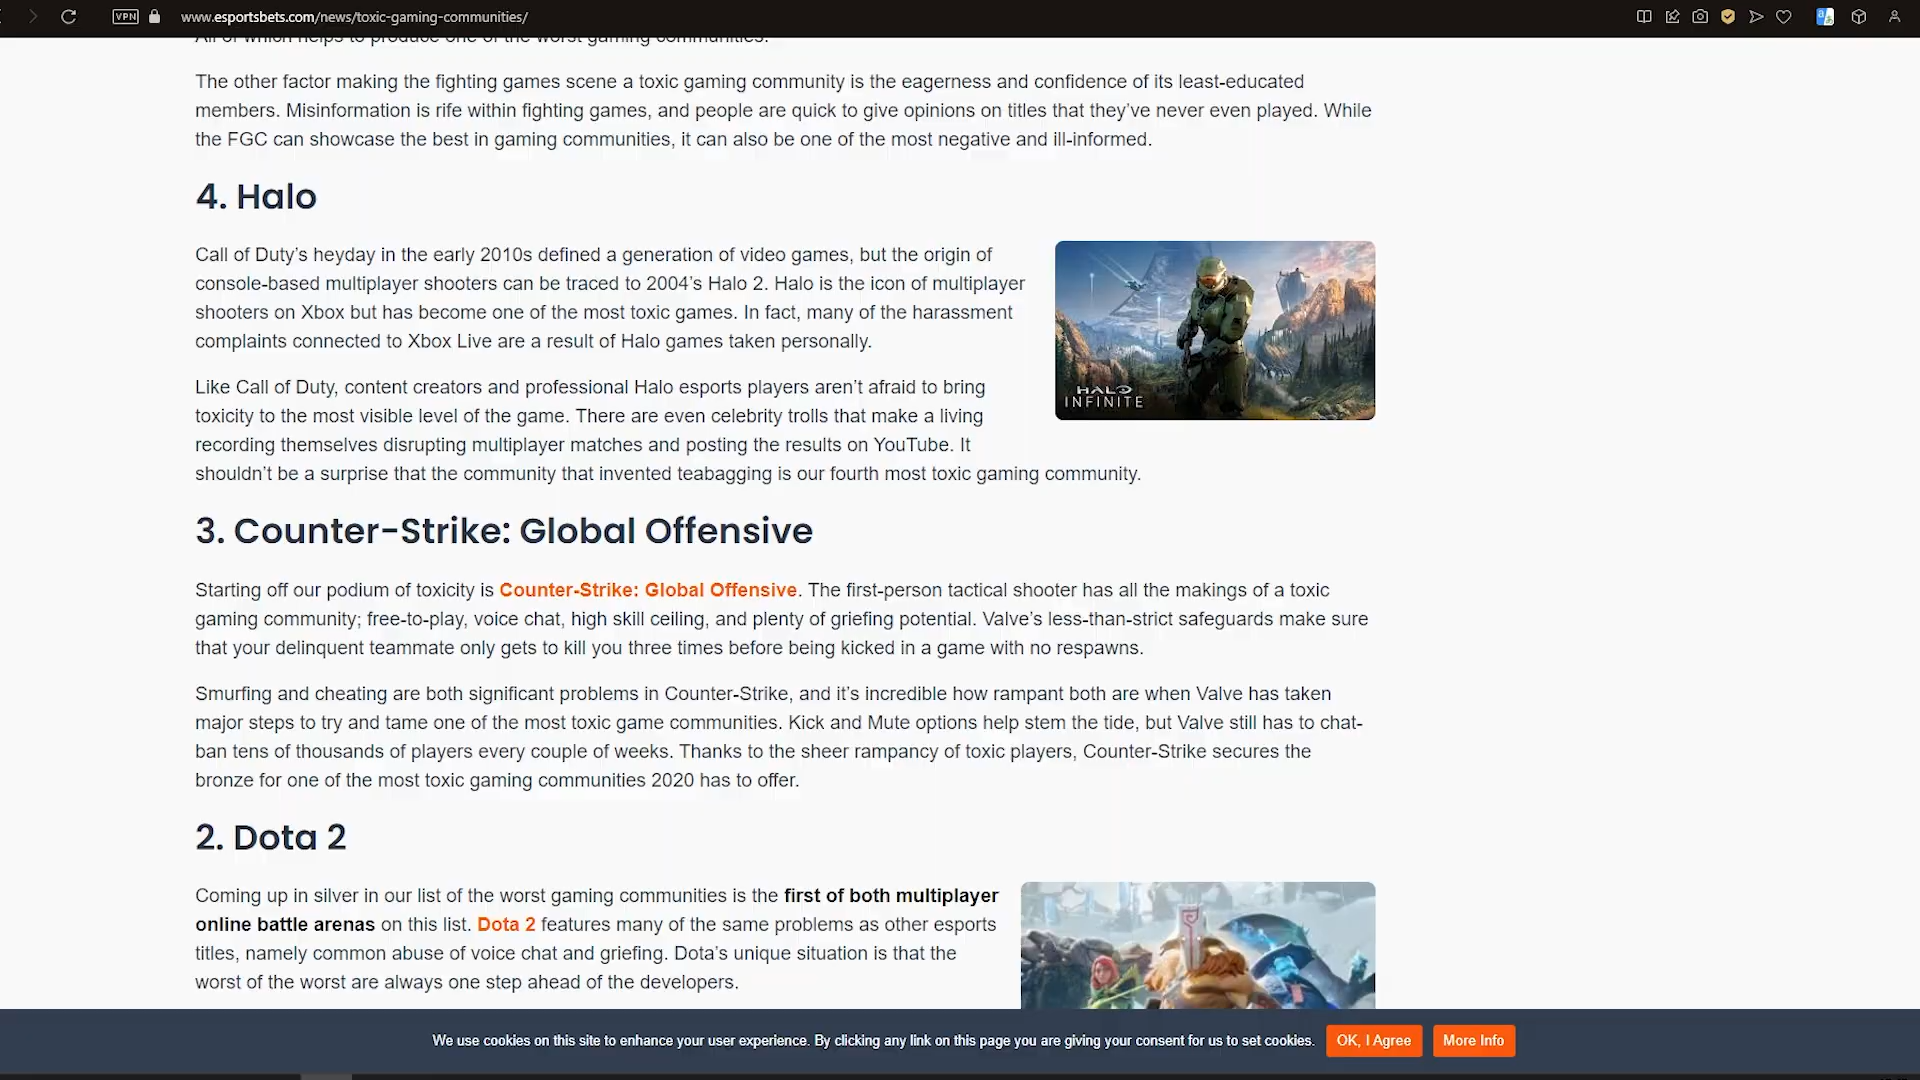 VPN
www.esportsbets.com/news/toxic-gaming-communities/
All of which helps to produce one of the worst gaming communities.
The other factor making the fighting games scene a toxic gaming community is the eagerness and confidence of its least-educated
members. Misinformation is rife within fighting games, and people are quick to give opinions on titles that they’ve never even played. While
the FGC can showcase the best in gaming communities, it can also be one of the most negative and ill-informed.
4. Halo
Call of Duty’s heyday in the early 2010s defined a generation of video games, but the origin of
console-based multiplayer shooters can be traced to 2004’s Halo 2. Halo is the icon of multiplayer
shooters on Xbox but has become one of the most toxic games. In fact, many of the harassment
complaints connected to Xbox Live are a result of Halo games taken personally.
HALO
INFINITE
Like Call of Duty, content creators and professional Halo esports players aren’t afraid to bring
toxicity to the most visible level of the game. There are even celebrity trolls that make a living
recording themselves disrupting multiplayer matches and posting the results on YouTube. It
shouldn’t be a surprise that the community that invented teabagging is our fourth most toxic gaming community.
3. Counter-Strike: Global Offensive
Starting off our podium of toxicity is Counter-Strike: Global Offensive. The first-person tactical shooter has all the makings of a toxic
gaming community; free-to-play, voice chat, high skill ceiling, and plenty of griefing potential. Valve’s less-than-strict safeguards make sure
that your delinquent teammate only gets to kill you three times before being kicked in a game with no respawns.
Smurfing and cheating are both significant problems in Counter-Strike, and it’s incredible how rampant both are when Valve has taken
major steps to try and tame one of the most toxic game communities. Kick and Mute options help stem the tide, but Valve still has to chat-
ban tens of thousands of players every couple of weeks. Thanks to the sheer rampancy of toxic players, Counter-Strike secures the
bronze for one of the most toxic gaming communities 2020 has to offer.
2. Dota 2
Coming up in silver in our list of the worst gaming communities is the first of both multiplayer
online battle arenas on this list. Dota 2 features many of the same problems as other esports
titles, namely common abuse of voice chat and griefing. Dota’s unique situation is that the
worst of the worst are always one step ahead of the developers.
We use cookies on this site to enhance your user experience. By clicking any link on this page you are giving your consent for us to set cookies.
OK, I Agree
More Info